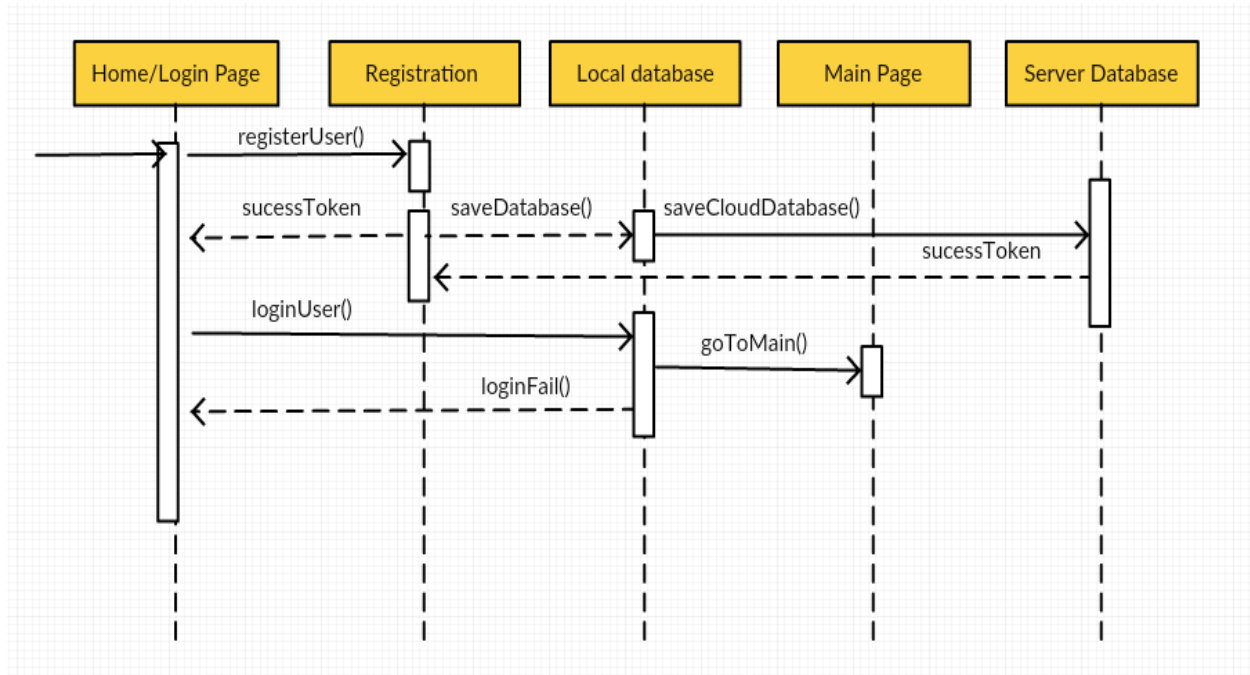 Home/Login Page
Registration
Local database
Main Page
Server Database
registerUser()
sucessToken
saveDatabase()
saveCloudDatabase()
sucessToken
loginUser()
goToMain()
loginFail()